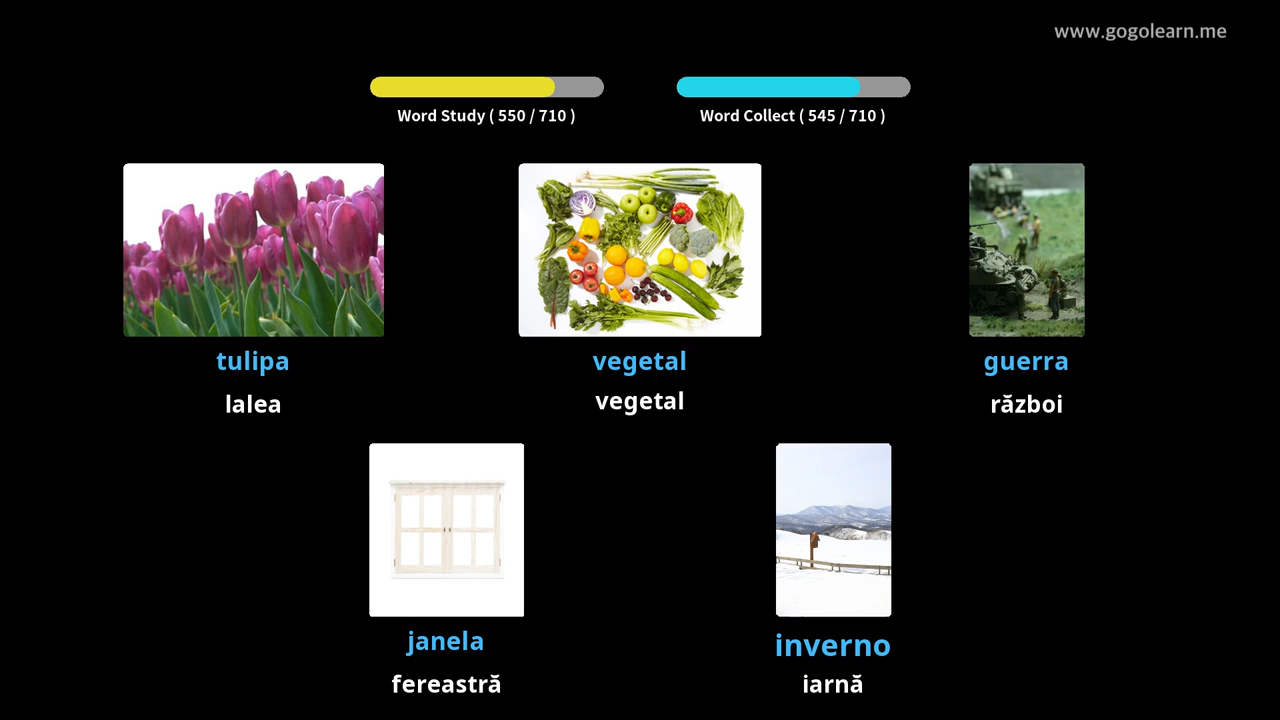 www.gogolearn.me
Word Study ( 550 / 710 )
Word Collect ( 545 / 710 )
tulipa
lalea
vegetal
vegetal
guerra
război
janela
fereastră
inverno
iarnă